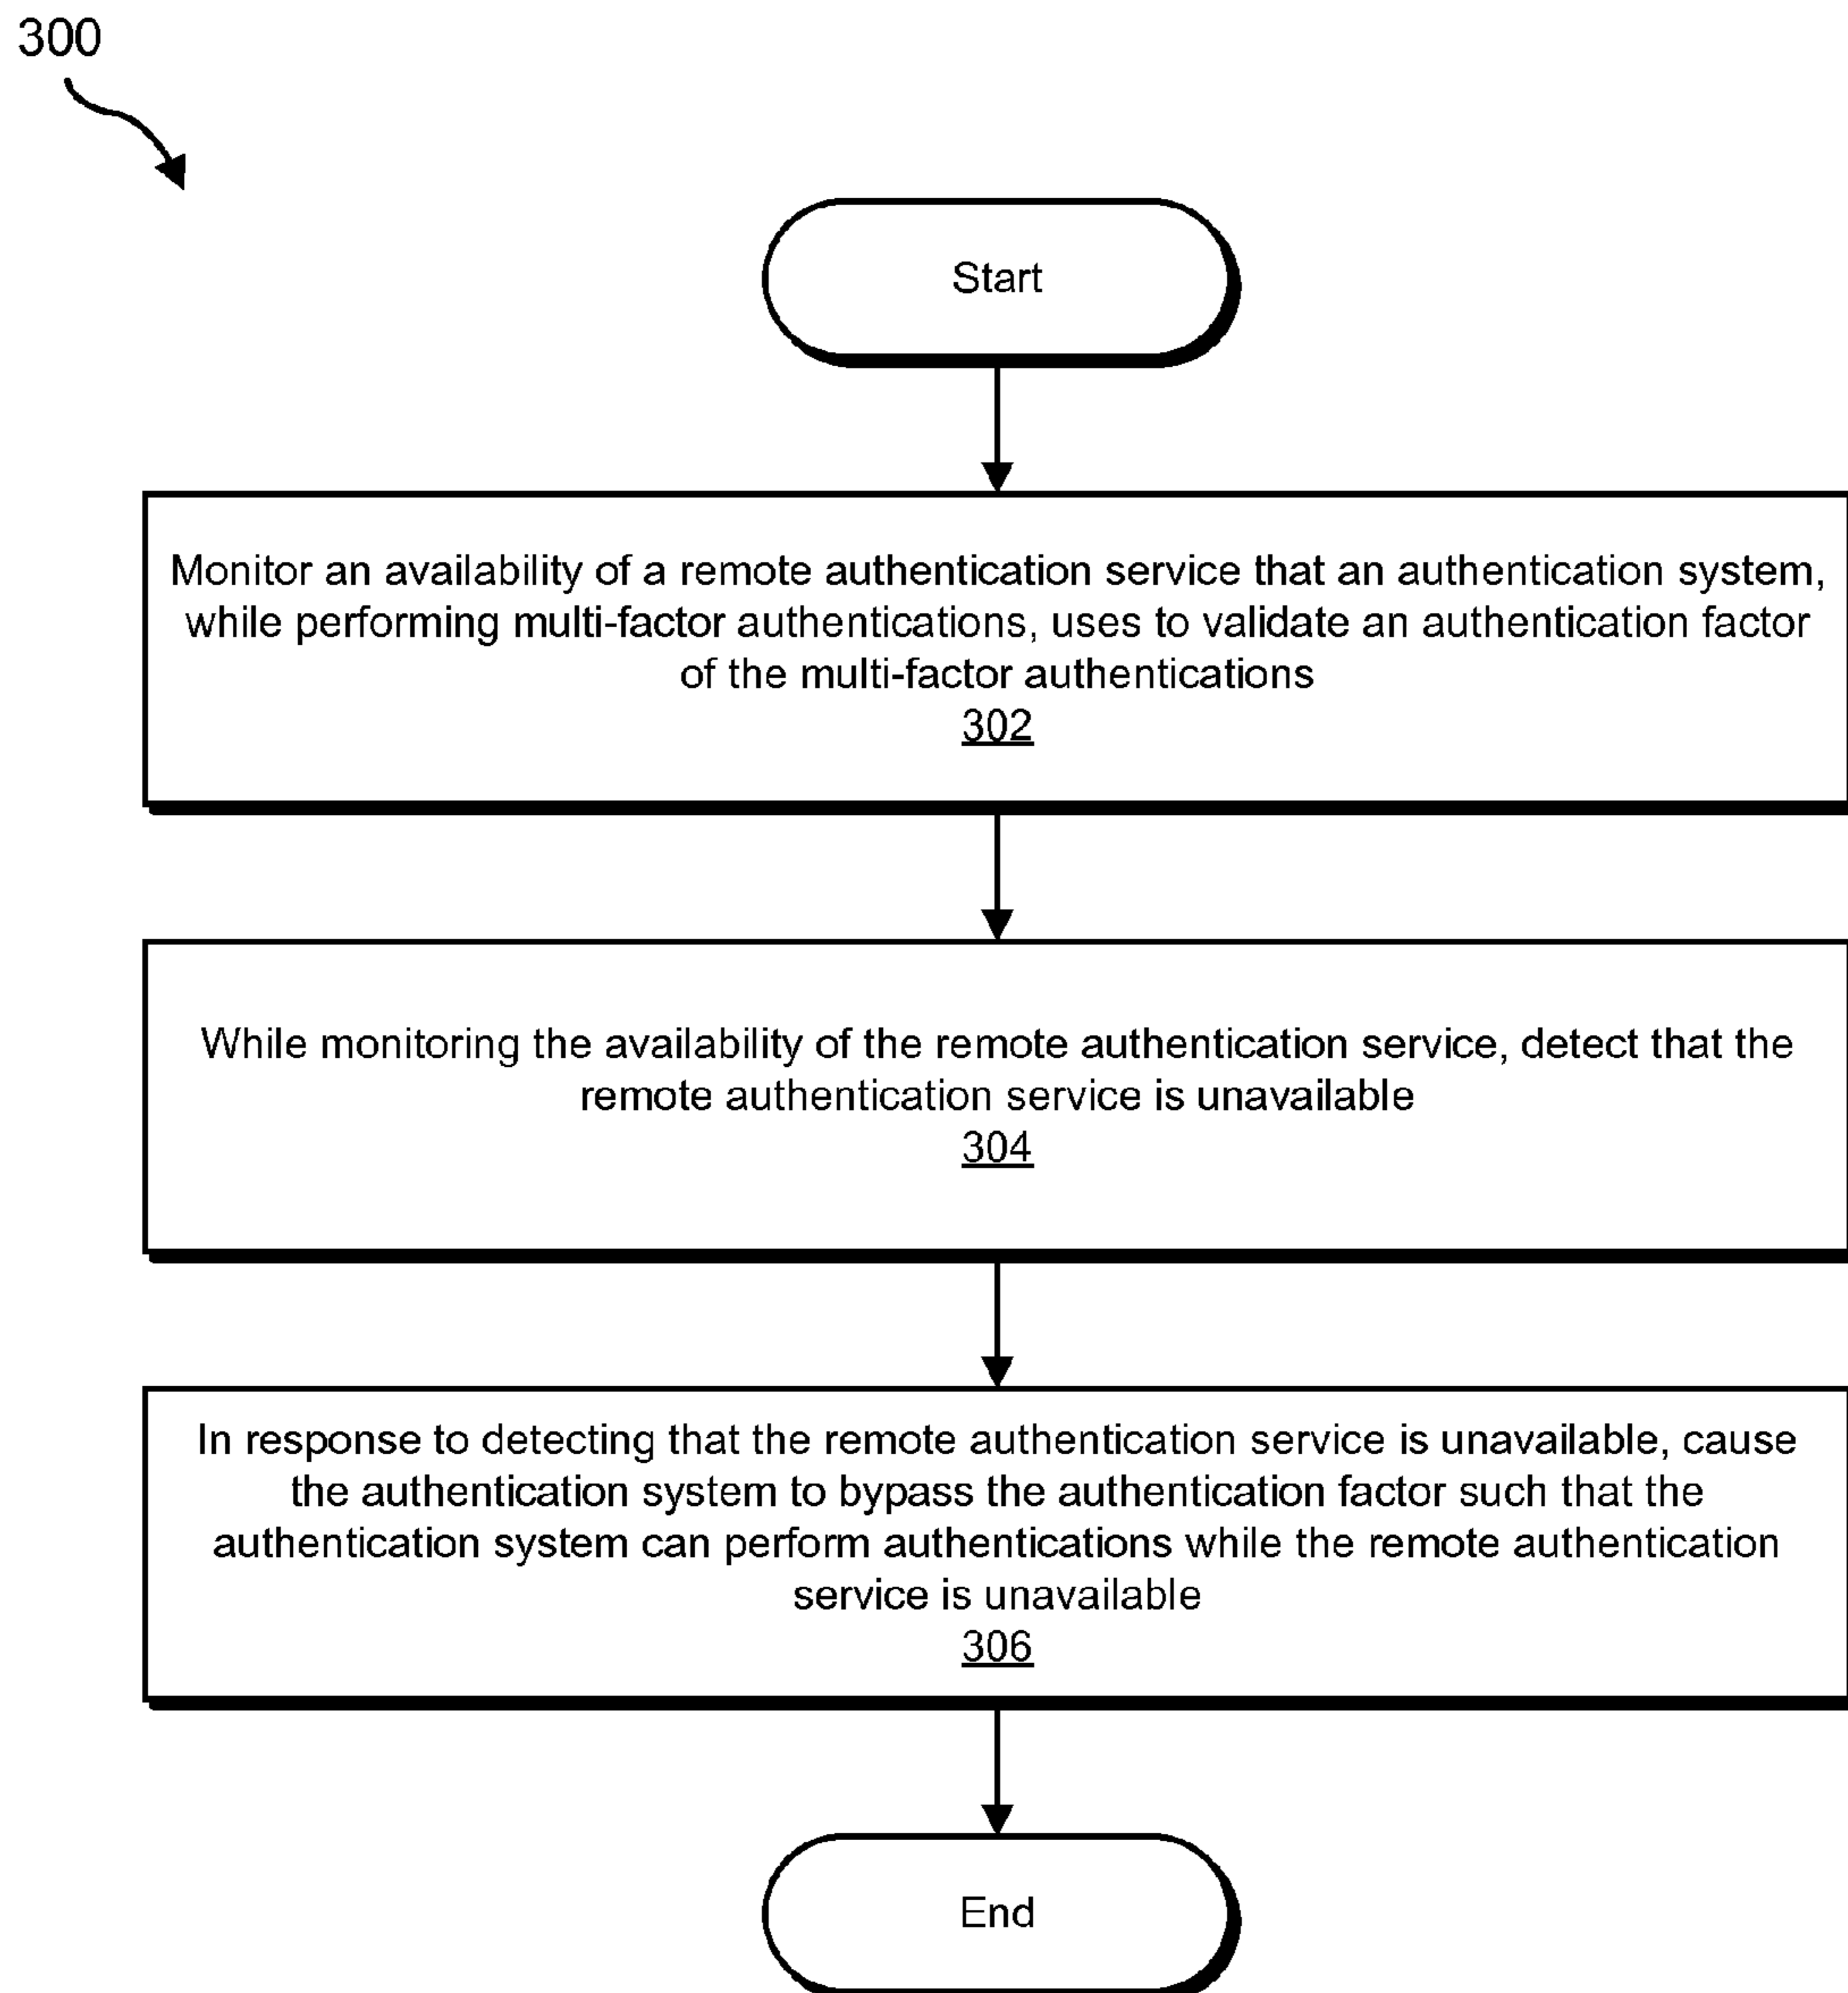 300
Start
Monitor an availability of a remote authentication service that an authentication system,
while performing multi-factor authentications, uses to validate an authentication factor
of the multi-factor authentications
302
While monitoring the availability of the remote authentication service, detect that the
remote authentication service is unavailable
304
In response to detecting that the remote authentication service is unavailable, cause
the authentication system to bypass the authentication factor such that the
authentication system can perform authentications while the remote authentication
service is unavailable
306
End